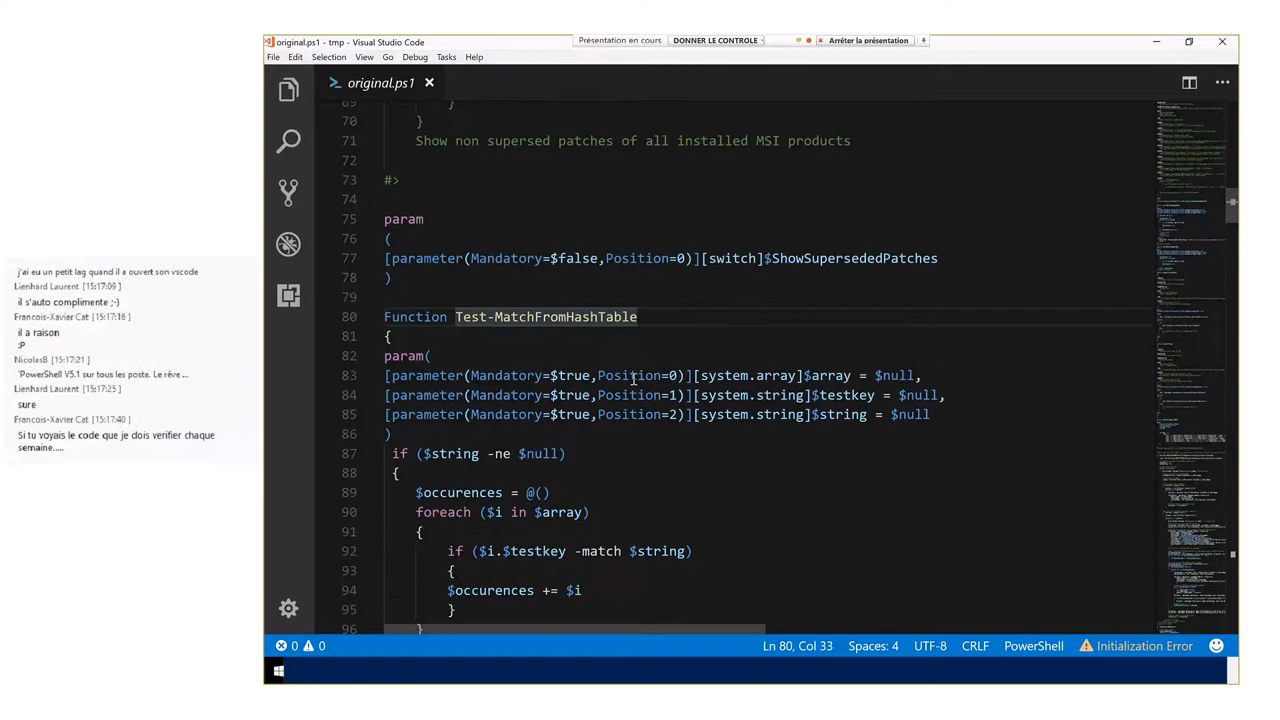 j'ai eu un petit lag quand il a ouvert son vscode
Lienhard Laurent [15:17:09]
il s'auto complimente ;-)
Francois-Xavier Cat [15:17:16]
il a raison
:P
NicolasB [15:17:21]
'PowerShell V5.1 sur tous les poste. Le rêve ...
Lienhard Laurent [15:17:25]
sure
Francois-Xavier Cat [15:17:40]
Si tu voyais le code que je dois verifier chaque
semaine.....
original.ps1 - tmp - Visual Studio Code
Présentation en cours DONNER LE CONTROLE Arrêter la présentation
File Edit Selection View Go Debug Tasks Help
original.ps1
69 }
70 }
71 Show non supersed patches of all installed MSI products
72
73 #>
74
75 param
76 (
77 [parameter(Mandatory=$false,Position=0)][switch]$ShowSupersededPatches
78 )
79
80 Function Test-MatchFromHashTable
81 {
82 param(
83 [parameter(Mandatory=$true,Position=0)][system.array]$array = $null,
84 [parameter(Mandatory=$true,Position=1)][system.string]$testkey = $null,
85 [parameter(Mandatory=$true,Position=2)][system.string]$string = $null
86 )
87 if ($string -ne $null)
88 {
89 $occurences = @()
90 foreach ($i in $array)
91 {
92 if ($i.$testkey -match $string)
93 {
94 $occurences += $i
95 }
96 }
0 0 Ln 80, Col 33 Spaces: 4 UTF-8 CRLF PowerShell Initialization Error